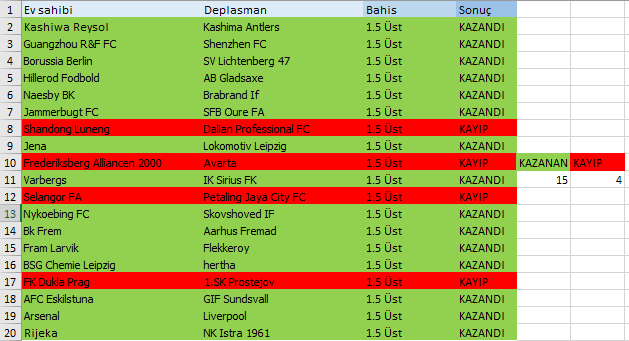 1 Ev sahibi Deplasman Bahis Sonuç
2 Kashiwa Reysol Kashima Antlers 1.5 Üst KAZANDI
3 Guangzhou R&F FC Shenzhen FC 1.5 Üst KAZANDI
4 Borussia Berlin SV Lichtenberg 47 1.5 Üst KAZANDI
5 Hillerod Fodbold AB Gladsaxe 1.5 Üst KAZANDI
6 Naesby BK Brabrand If 1.5 Üst KAZANDI
7 Jammerbugt FC SFB Oure FA 1.5 Üst KAZANDI
8 Shandong Luneng Dalian Professional FC 1.5 Üst KAYIP
9 Jena Lokomotiv Leipzig 1.5 Üst KAZANDI
10 Frederiksberg Alliancen 2000 Avarta 1.5 Üst KAYIP KAZANAN KAYIP
11 Varbergs IK Sirius FK 1.5 Üst KAZANDI 15 4
12 Selangor FA Petaling Jaya City FC 1.5 Üst KAYIP
13 Nykoebing FC Skovshoved IF 1.5 Üst KAZANDI
14 Bk Frem Aarhus Fremad 1.5 Üst KAZANDI
15 Fram Larvik Flekkeroy 1.5 Üst KAZANDI
16 BSG Chemie Leipzig hertha 1.5 Üst KAZANDI
17 FK Dukla Prag 1.SK Prostejov 1.5 Üst KAYIP
18 AFC Eskilstuna GIF Sundsvall 1.5 Üst KAZANDI
19 Arsenal Liverpool 1.5 Üst KAZANDI
20 Rijeka NK Istra 1961 1.5 Üst KAZANDI